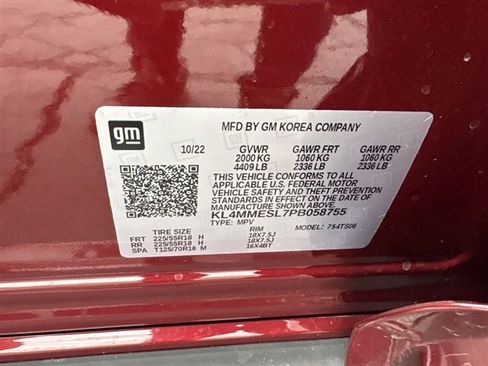 gm
MFD BY GM KOREA COMPANY
10/22 GVWR GAWR FRT GAWR RR
2000 KG 1060 KG 1060 KG
4409 LB 2336 LB 2336 LB
THIS VEHICLE CONFORMS TO ALL
APPLICABLE U.S. FEDERAL MOTOR
VEHICLE SAFETY AND THEFT PREVENTION
STANDARDS IN EFFECT ON THE DATE OF
MANUFACTURE SHOWN ABOVE.
KL4MMESL7PB058755
TYPE: MPV MODEL: 754TS06
TIRE SIZE RIM
FRT 225/55R18 H 18X7.5J
RR 225/55R18 H 18X7.5J
SPA T125/70R16 M 16X4BT